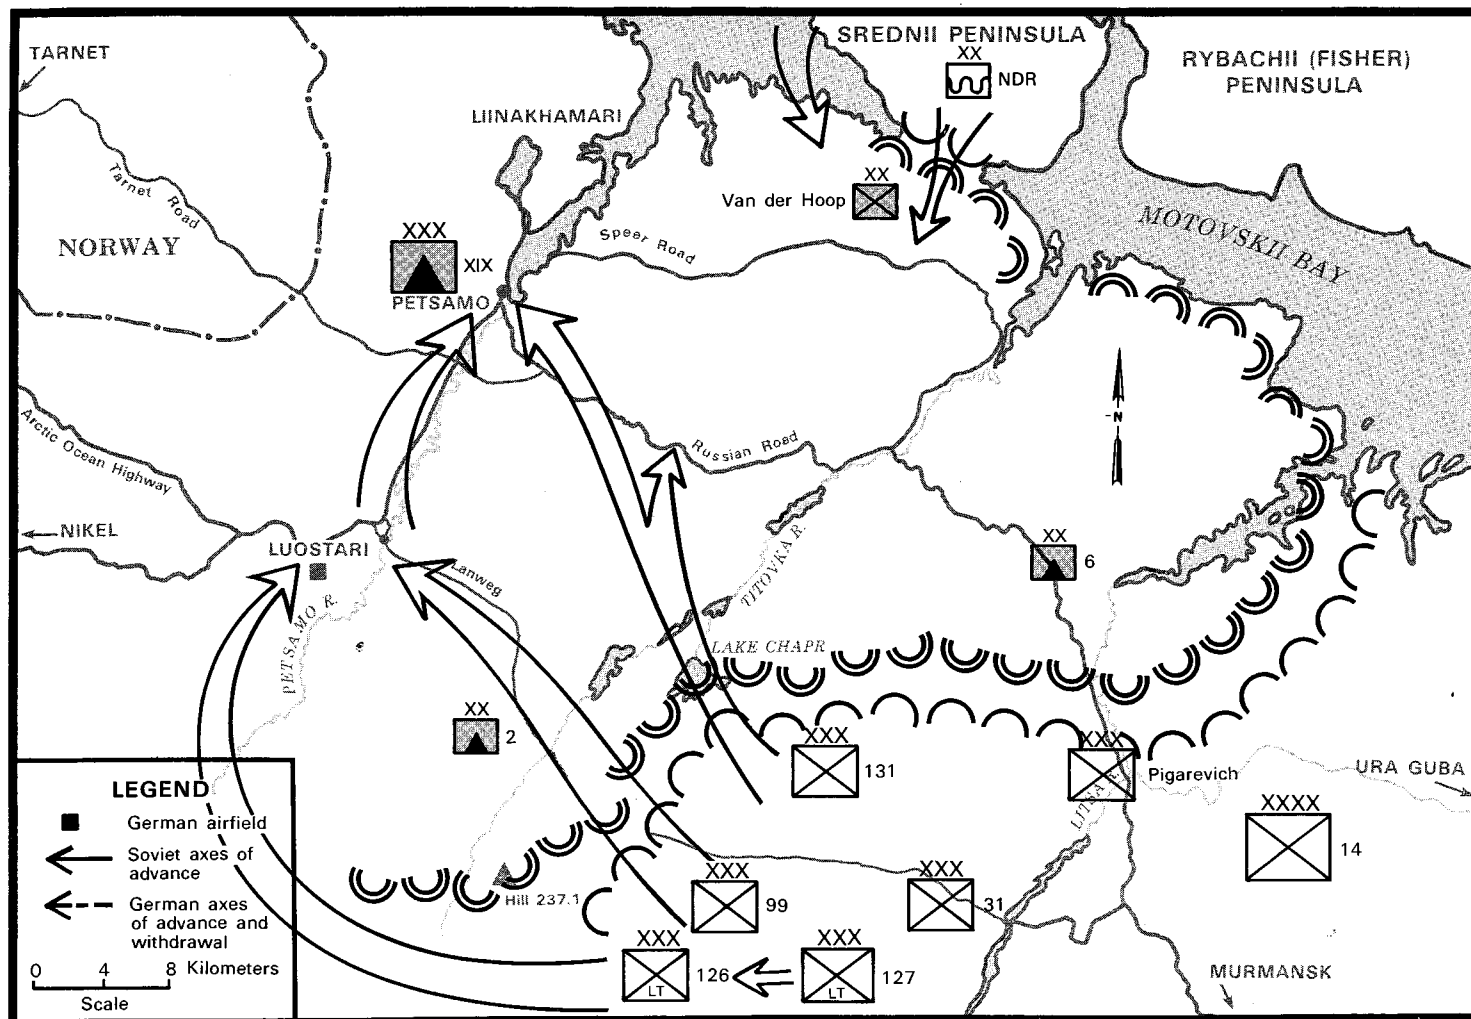 TARNET
SREDNII PENINSULA
XX
NDR
RYBACHII (FISHER)
PENINSULA
LIINAKHAMARI
Tarnet Road
NORWAY
XX
Van der Hoop
MOTOVSKII BAY
XXX
XIX
PETSAMO
Speer Road
-N
Arctic Ocean Highway
Russian Road
NIKEL
LUOSTARI
Lanweg
PETSAMO R.
TITOVKA R.
XX
6
LAKE CHAPR
XX
2
XXX
131
XXX
Pigarevich
LITSA R.
URA GUBA
XXXX
14
Hill 237.1
XXX
99
XXX
31
XXX
126
LT
XXX
127
LT
MURMANSK
LEGEND
German airfield
Soviet axes of
advance
German axes
of advance and
withdrawal
0 4 8 Kilometers
Scale